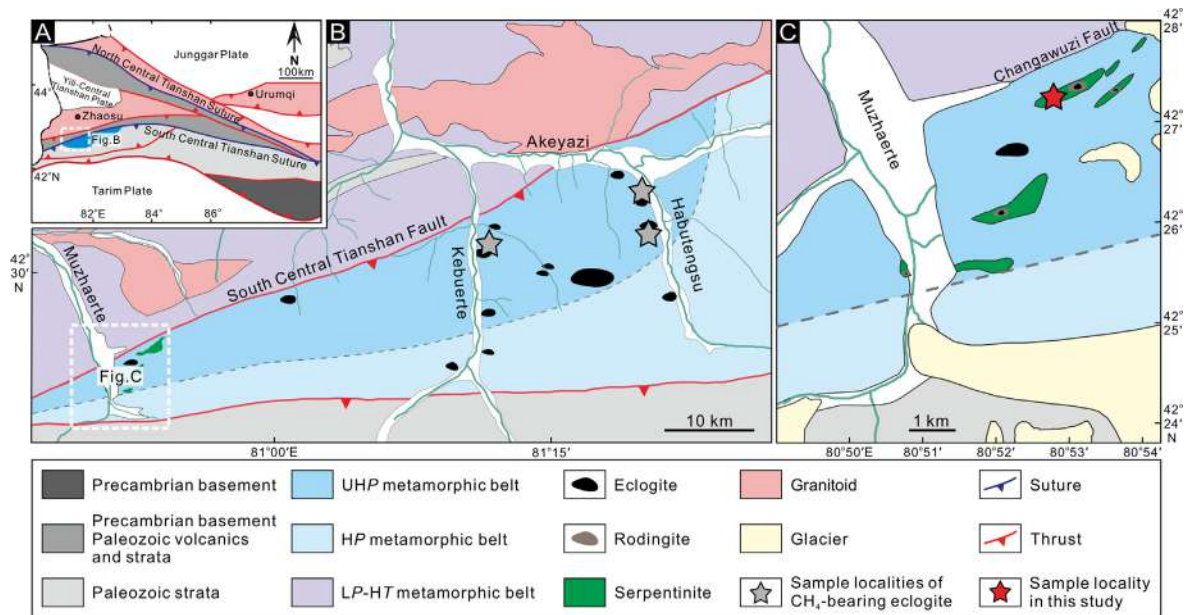 A
Junggar Plate
N
100km
North Central Tianshan Suture
44°
Yili-Central
Tianshan Plate
Urumqi
Zhaosu
South Central Tianshan Suture
Fig.B
42°N
Tarim Plate
82°E
84°
86°
B
Akeyazi
Habutengsu
Kebuerte
South Central Tianshan Fault
Muzhaerte
42°
30'
N
Fig.C
10 km
81°00'
81°15'
C
Changawuzi Fault
Muzhaerte
42°
28'
42°
27'
42°
26'
42°
25'
42°
24'
N
1 km
80°50'
80°51'
80°52'
80°53'
80°54'
Precambrian basement
UHP metamorphic belt
Eclogite
Granitoid
Suture
Precambrian basement
Paleozoic volcanics
and strata
HP metamorphic belt
Rodingite
Glacier
Thrust
Paleozoic strata
LP-HT metamorphic belt
Serpentinite
Sample localities of
CH₄-bearing eclogite
Sample locality
in this study